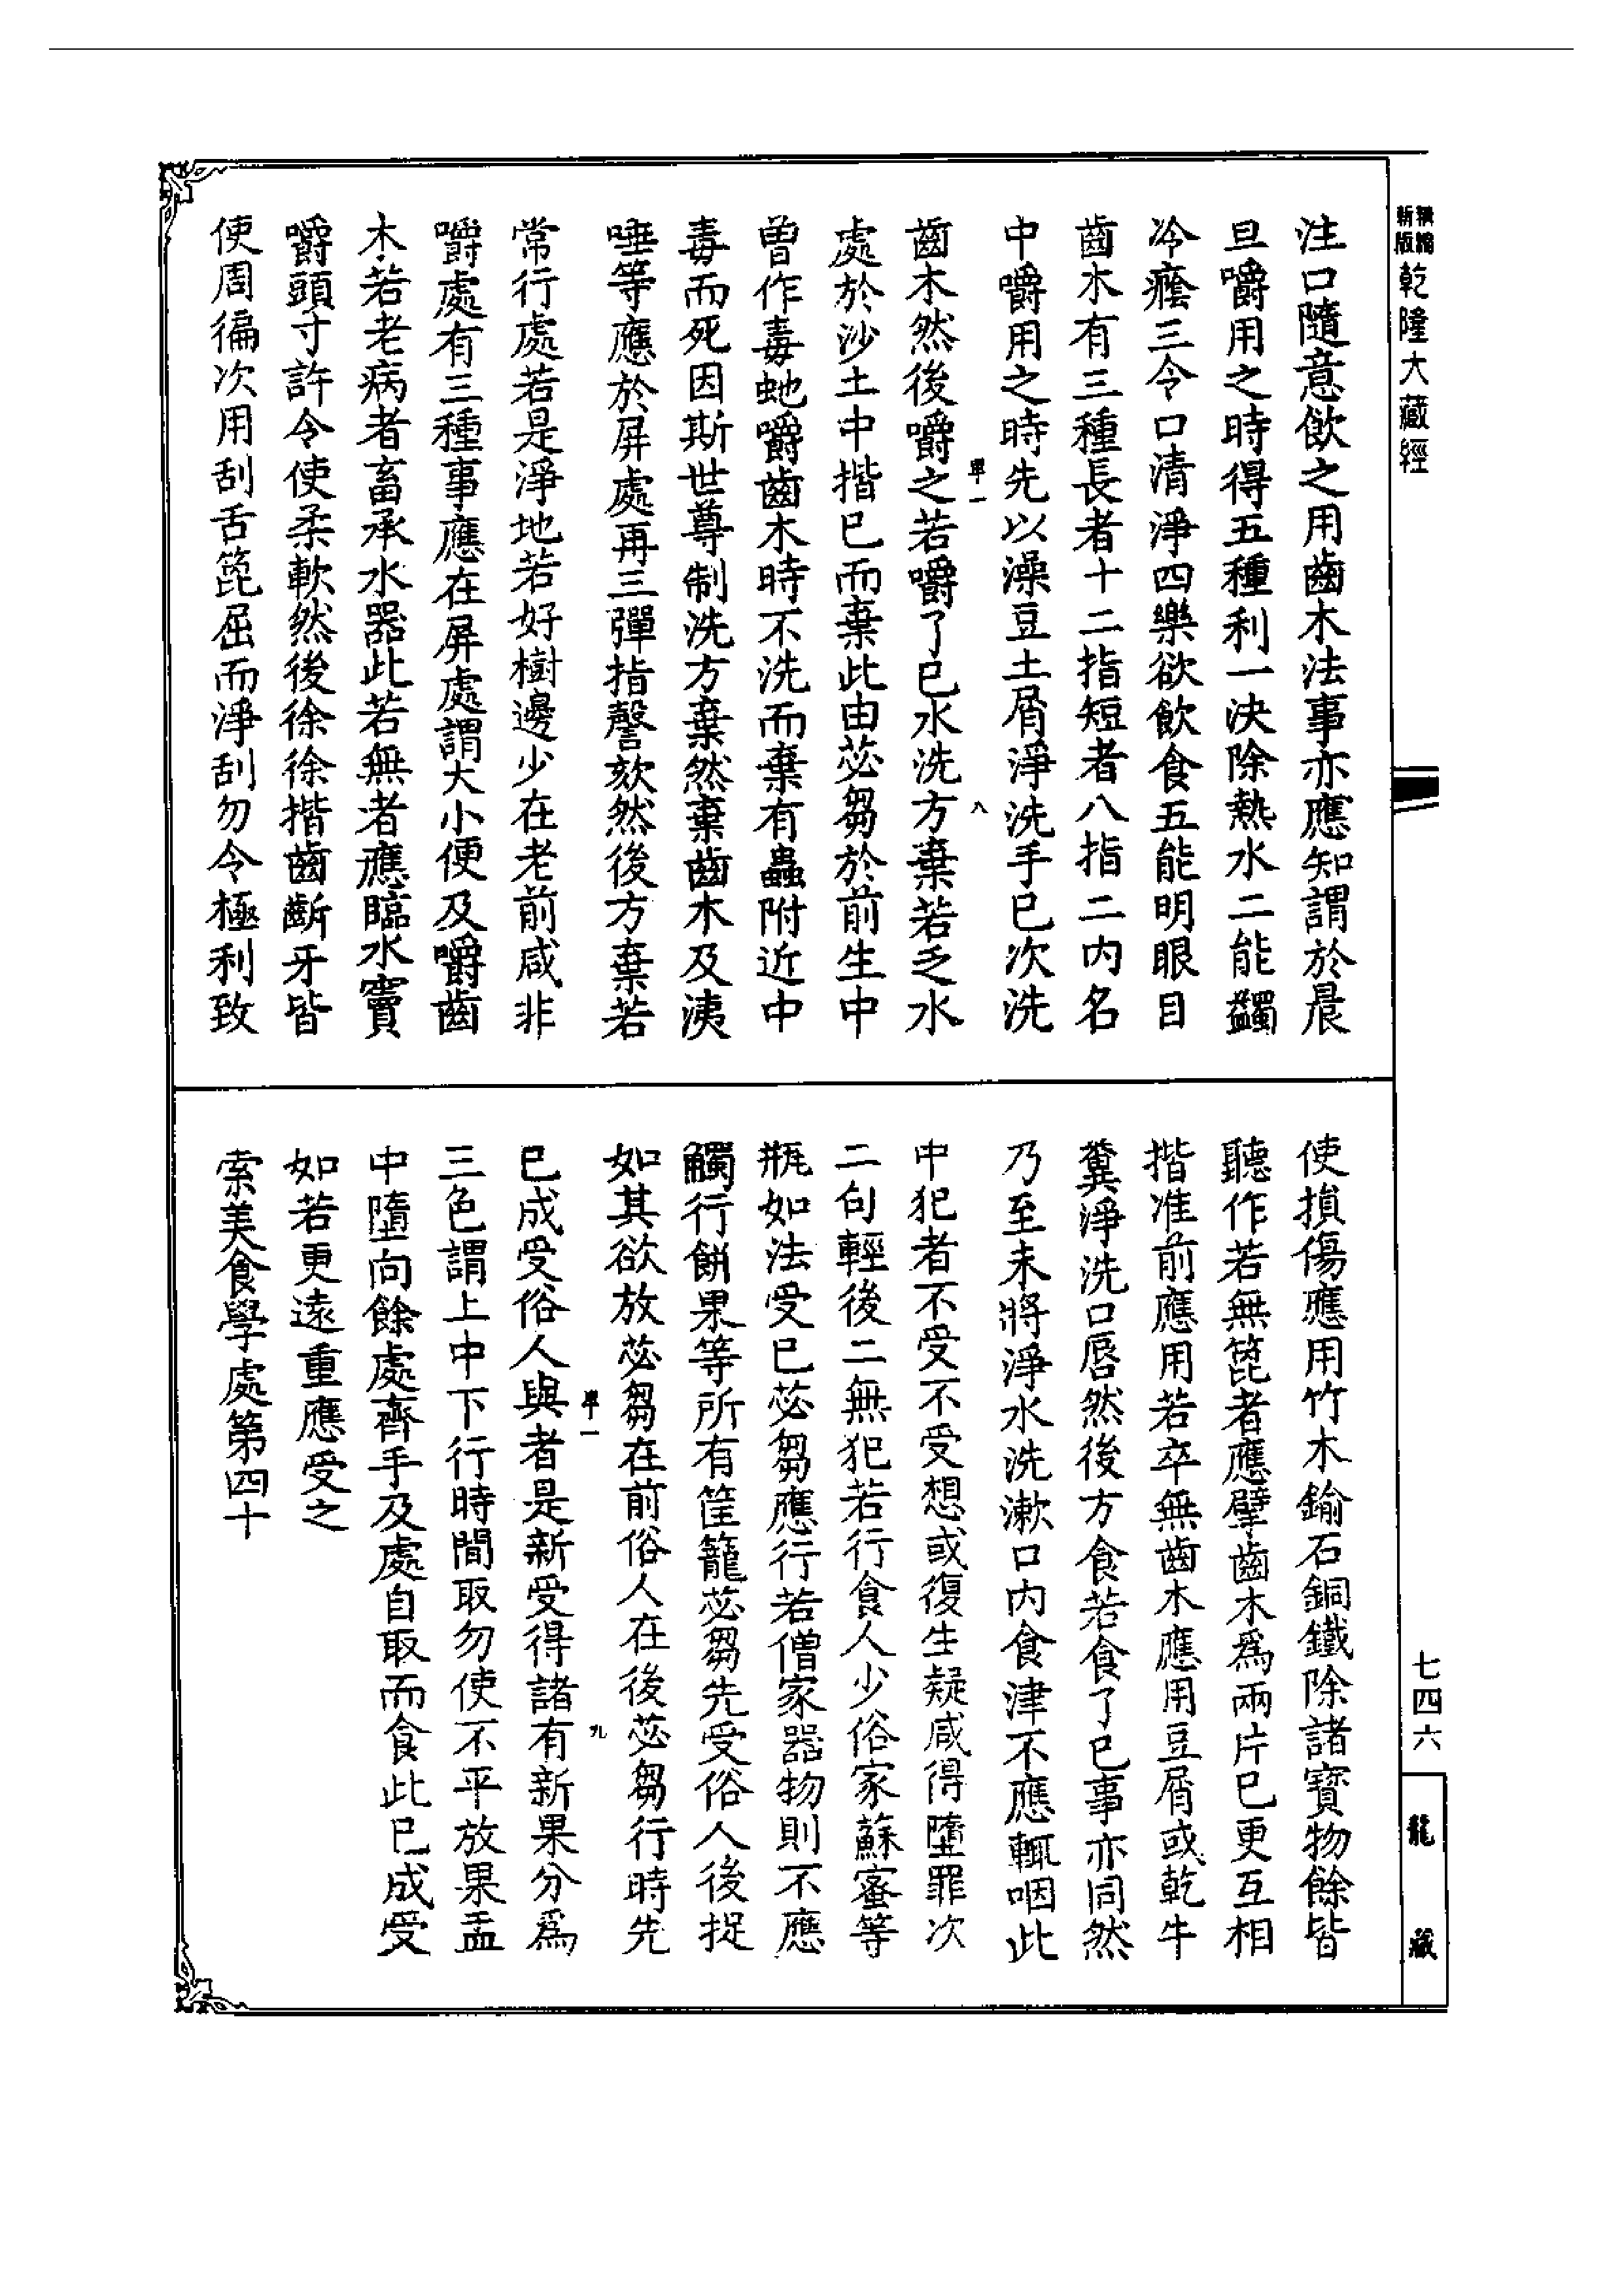 精縮新版乾隆大藏經
注口隨意飲之用齒木法事亦應知謂於晨
旦嚼用之時得五種利一決除熱水二能蠲
冷癊三令口清淨四樂欲飲食五能明眼目
齒木有三種長者十二指短者八指二內名
中嚼用之時先以澡豆土屑淨洗手已次洗
單一
八
齒木然後嚼之若嚼了已水洗方棄若乏水
處於沙土中揩已而棄此由苾芻於前生中
曾作毒虵嚼齒木時不洗而棄有蟲附近中
毒而死因斯世尊制洗方棄然棄齒木及洟
唾等應於屏處再三彈指謦欬然後方棄若
常行處若是淨地若好樹邊少在老前咸非
嚼處有三種事應在屏處謂大小便及嚼齒
木若老病者畜承水器此若無者應臨水竇
嚼頭寸許令使柔軟然後徐徐揩齒齗牙皆
使周徧次用刮舌箆屈而淨刮勿令極利致
使損傷應用竹木鍮石銅鐵除諸寶物餘皆
聽作若無箆者應擘齒木為兩片已更互相
揩准前應用若卒無齒木應用豆屑或乾牛
糞淨洗口唇然後方食若食了已事亦同然
乃至未將淨水洗漱口內食津不應輒咽此
中犯者不受不受想或復生疑咸得墮罪次
二句輕後二無犯若行食人少俗家蘇蜜等
瓶如法受已苾芻應行若僧家器物則不應
觸行餅果等所有筐籠苾芻先受俗人後捉
如其欲放苾芻在前俗人在後苾芻行時先
單一
九
已成受俗人與者是新受得諸有新果分為
三色謂上中下行時間取勿使不平放果盂
中墮向餘處齊手及處自取而食此已成受
如若更遠重應受之
索美食學處第四十
七四六
龍藏